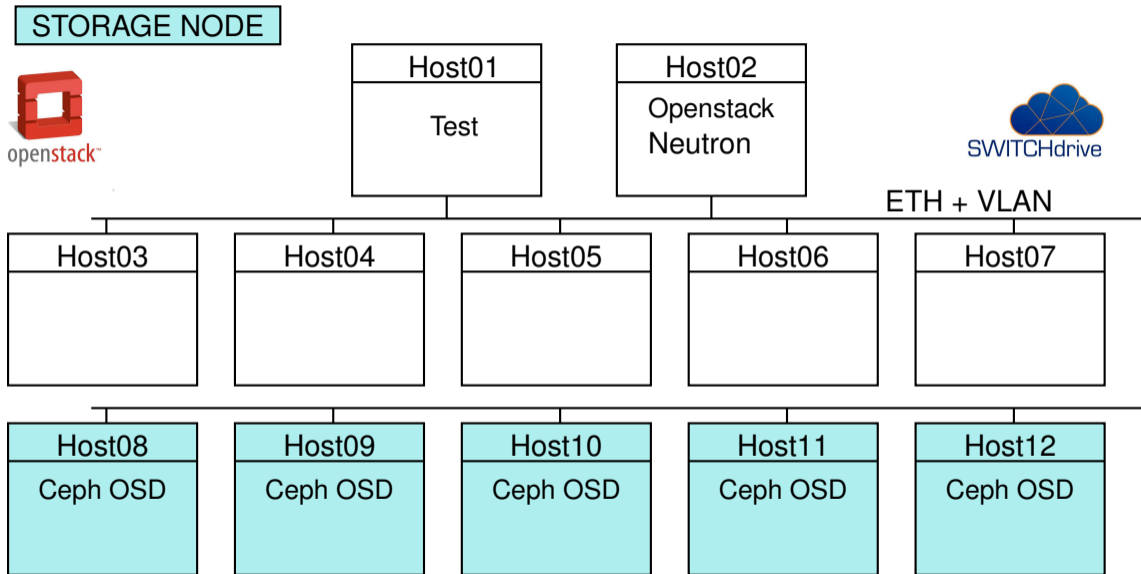 STORAGE NODE
openstack™
Host01
Test
Host02
Openstack
Neutron
SWITCHdrive
ETH + VLAN
Host03
Host04
Host05
Host06
Host07
Host08
Ceph OSD
Host09
Ceph OSD
Host10
Ceph OSD
Host11
Ceph OSD
Host12
Ceph OSD